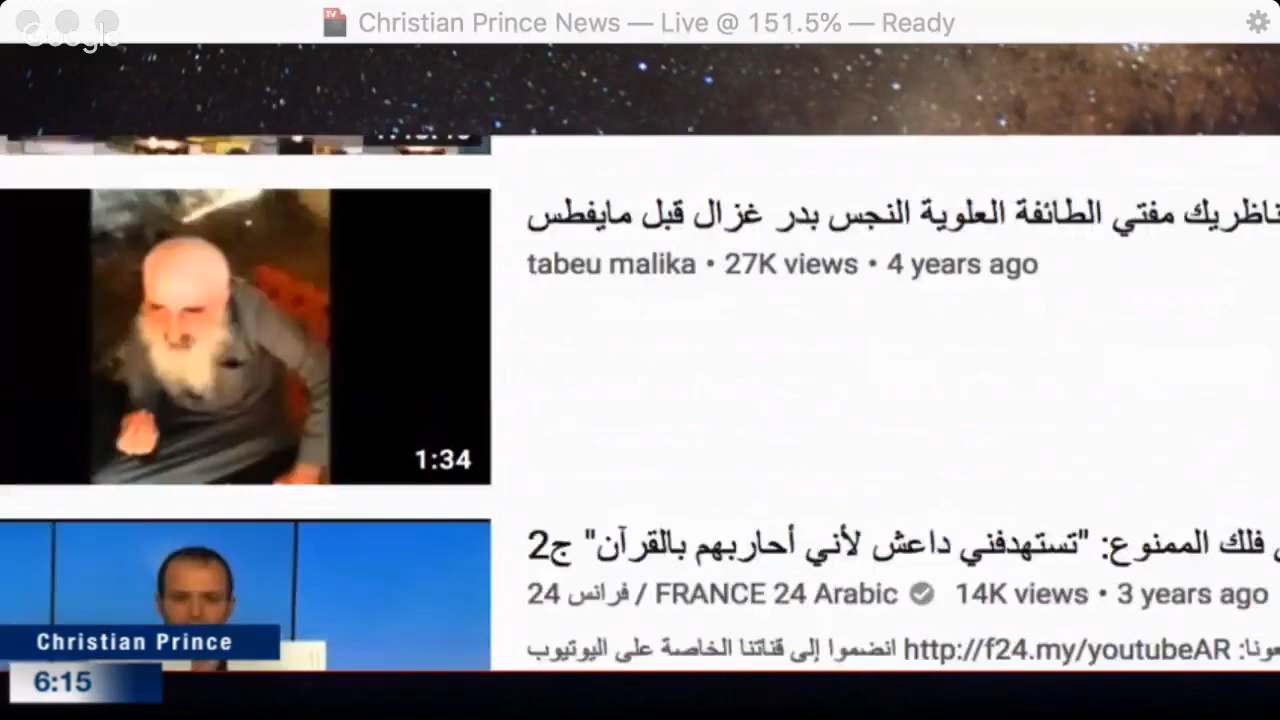 Christian Prince News — Live @ 151.5% — Ready
Google
ناظريك مفتي الطائفة العلوية النجس بدر غزال قبل مايفطس
tabeu malika • 27K views • 4 years ago
1:34
فلك الممنوع: "تستهدفني داعش لأني أحاربهم بالقرآن" ج2
فرانس 24 / FRANCE 24 Arabic 14K views • 3 years ago
انضموا إلى قناتنا الخاصة على اليوتيوب http://f24.my/youtubeAR :
Christian Prince
6:15